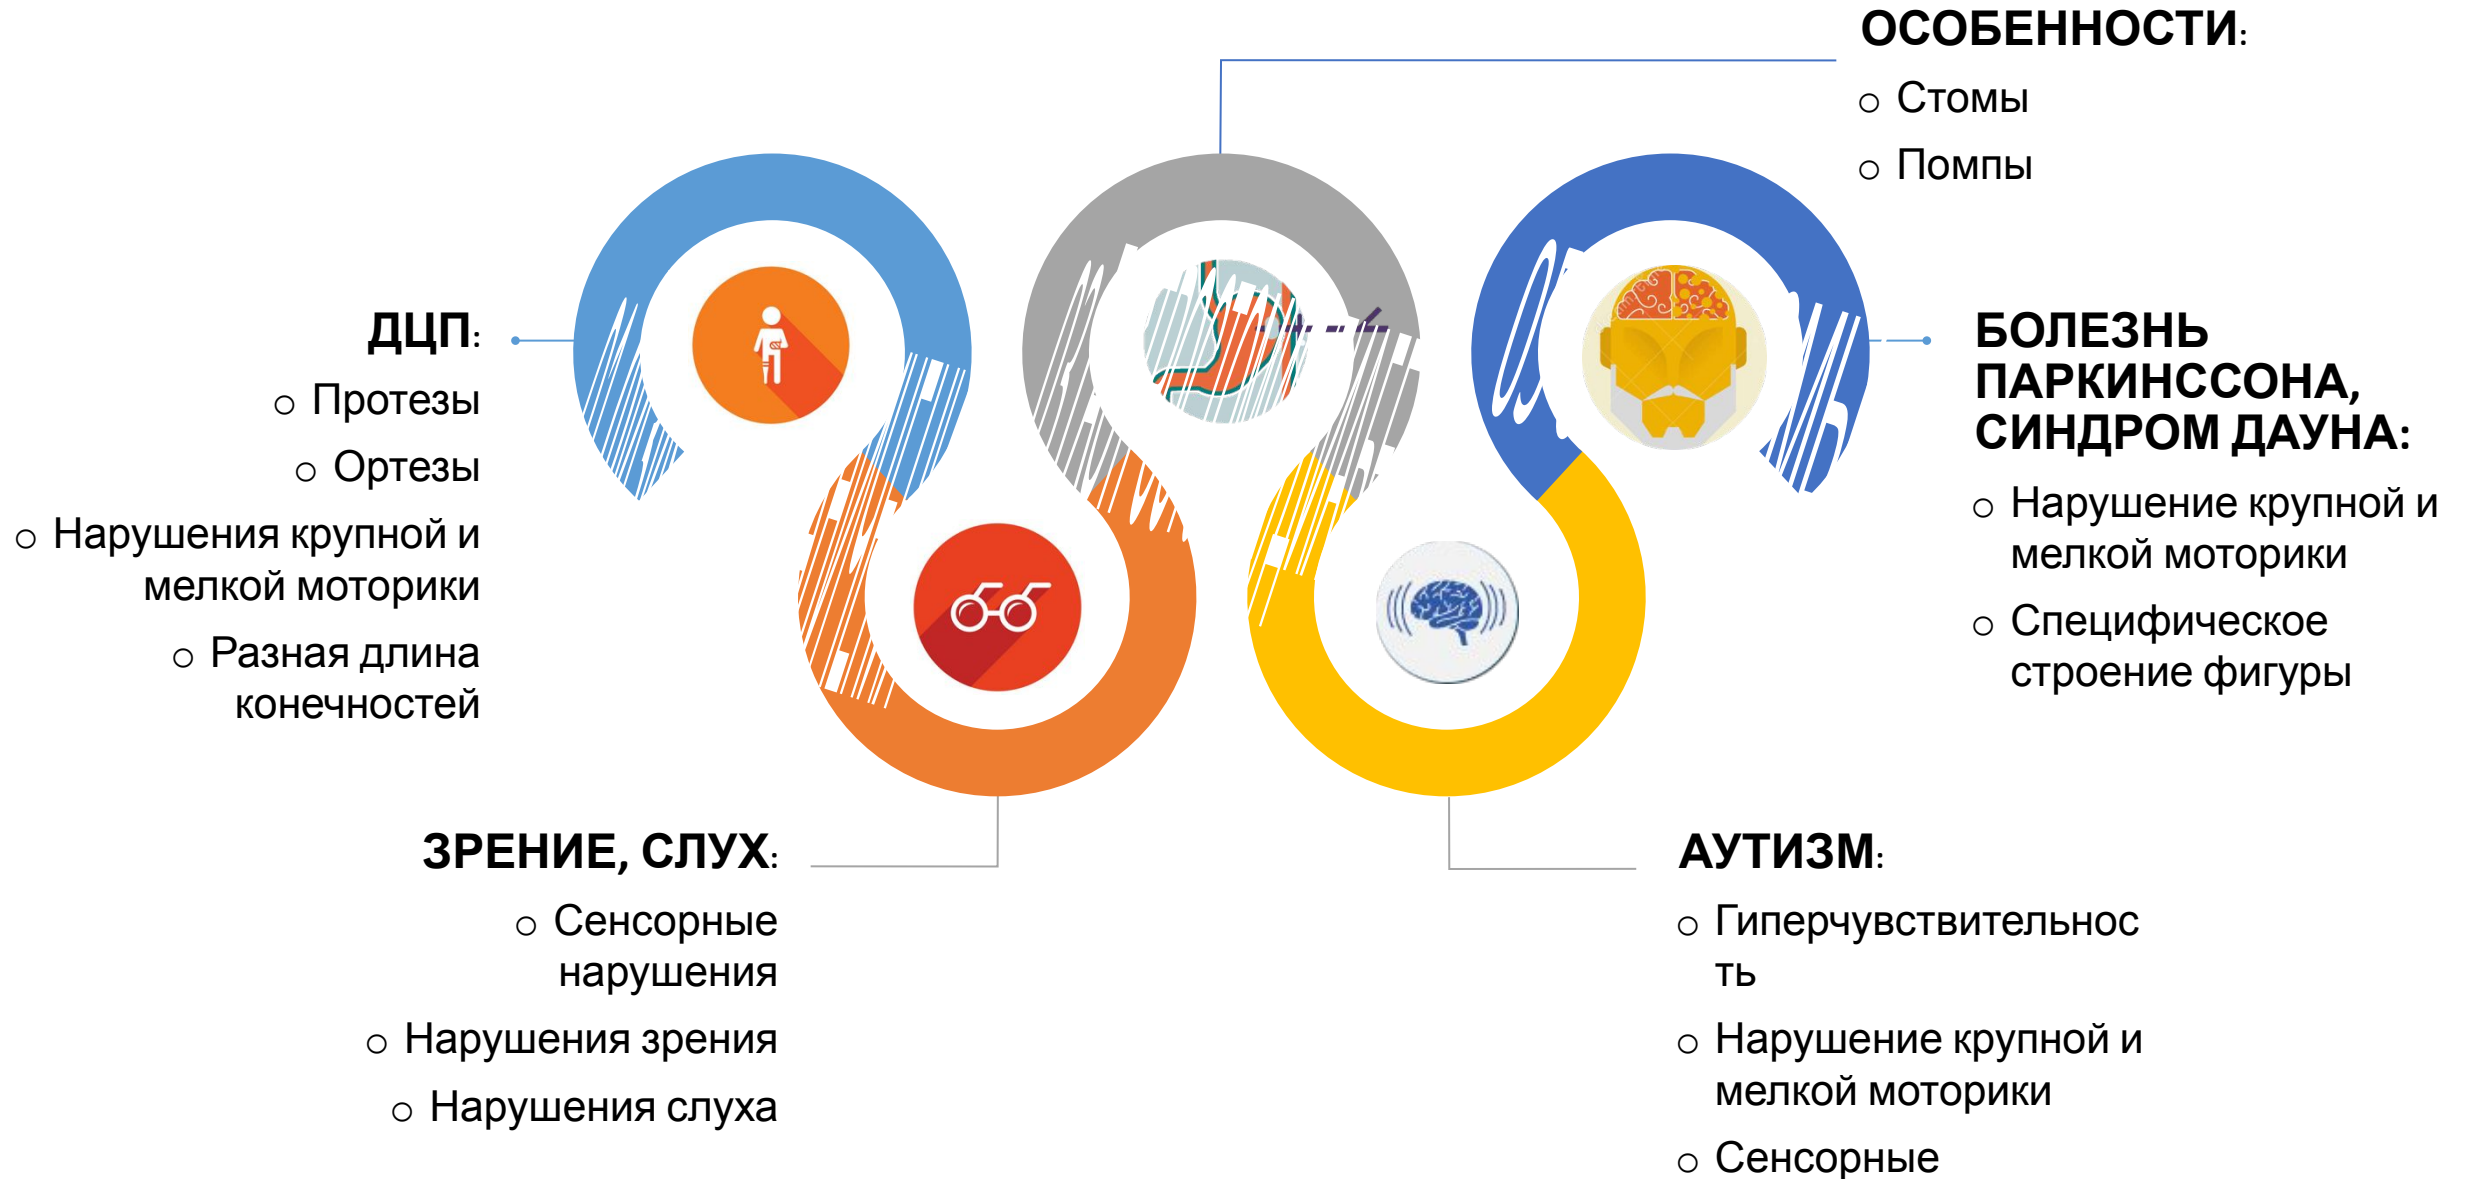 ОСОБЕННОСТИ:
○ Стомы
○ Помпы
ДЦП:
○ Протезы
○ Ортезы
○ Нарушения крупной и
мелкой моторики
○ Разная длина
конечностей
БОЛЕЗНЬ
ПАРКИНССОНА,
СИНДРОМ ДАУНА:
○ Нарушение крупной и
мелкой моторики
○ Специфическое
строение фигуры
ЗРЕНИЕ, СЛУХ:
○ Сенсорные
нарушения
○ Нарушения зрения
○ Нарушения слуха
АУТИЗМ:
○ Гиперчувствительнос
ть
○ Нарушение крупной и
мелкой моторики
○ Сенсорные